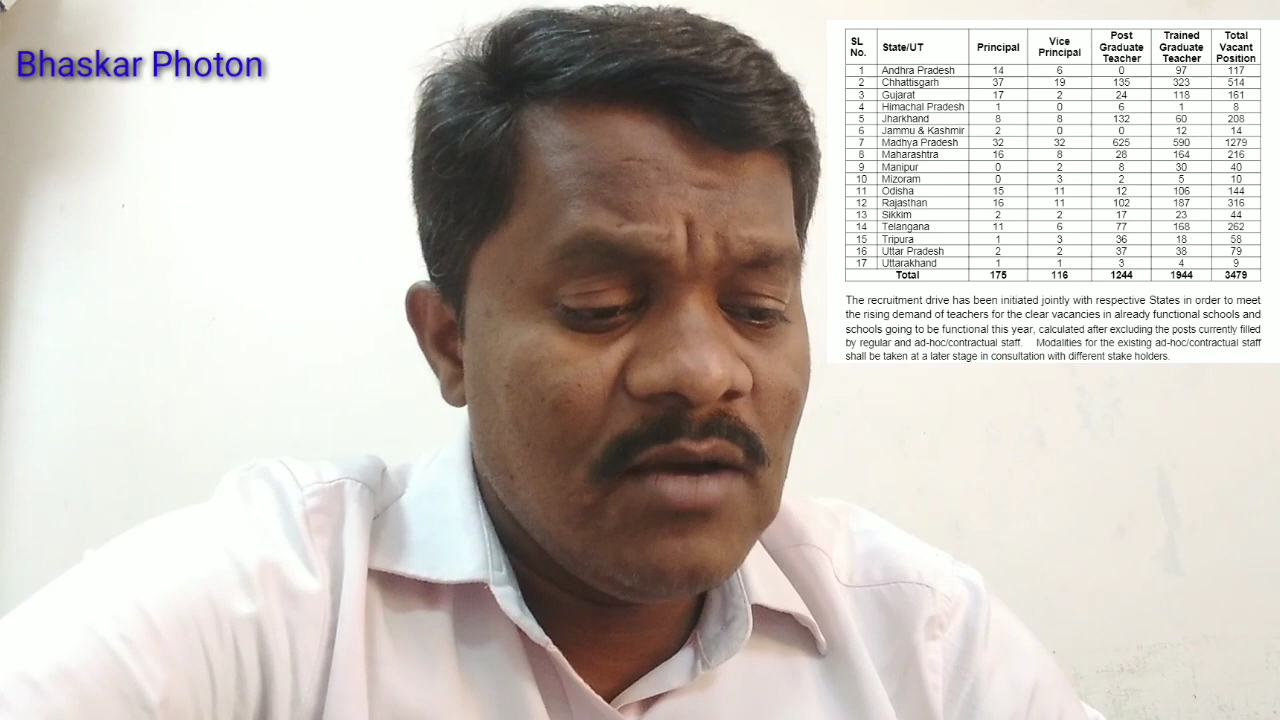 Bhaskar Photon
SL No. State/UT Principal Vice Principal Post Graduate Teacher Trained Graduate Teacher Total Vacant Position
1 Andhra Pradesh 14 6 0 97 117
2 Chhattisgarh 37 19 135 323 514
3 Gujarat 17 2 24 118 161
4 Himachal Pradesh 1 0 6 1 8
5 Jharkhand 8 8 132 60 208
6 Jammu & Kashmir 2 0 0 12 14
7 Madhya Pradesh 32 32 625 590 1279
8 Maharashtra 16 8 28 164 216
9 Manipur 0 2 8 30 40
10 Mizoram 0 3 2 5 10
11 Odisha 15 11 12 106 144
12 Rajasthan 16 11 102 187 316
13 Sikkim 2 2 17 23 44
14 Telangana 11 6 77 168 262
15 Tripura 1 3 36 18 58
16 Uttar Pradesh 2 2 37 38 79
17 Uttarakhand 1 1 3 4 9
Total 175 116 1244 1944 3479
The recruitment drive has been initiated jointly with respective States in order to meet
the rising demand of teachers for the clear vacancies in already functional schools and
schools going to be functional this year, calculated after excluding the posts currently filled
by regular and ad-hoc/contractual staff. Modalities for the existing ad-hoc/contractual staff
shall be taken at a later stage in consultation with different stake holders.